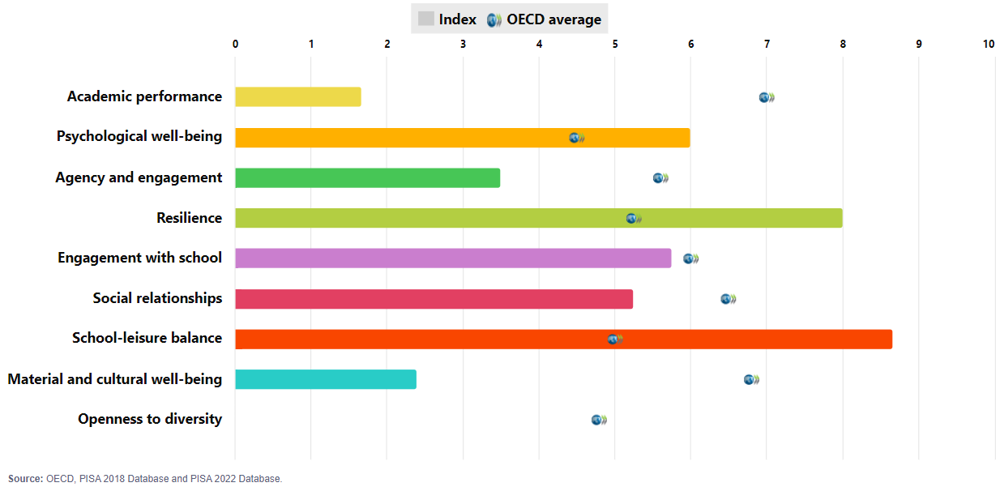 Index OECD average
0 1 2 3 4 5 6 7 8 9 10
Academic performance
Psychological well-being
Agency and engagement
Resilience
Engagement with school
Social relationships
School-leisure balance
Material and cultural well-being
Openness to diversity
Source: OECD, PISA 2018 Database and PISA 2022 Database.